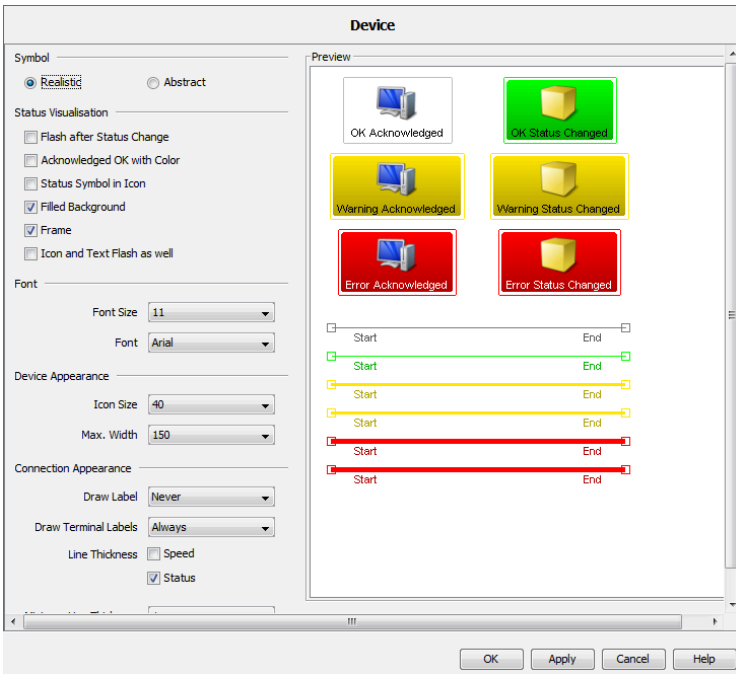 Device
Symbol
Realistic
Abstract
Status Visualisation
Flash after Status Change
Acknowledged OK with Color
Status Symbol in Icon
Filled Background
Frame
Icon and Text Flash as well
Font
Font Size 11
Font Arial
Device Appearance
Icon Size 40
Max. Width 150
Connection Appearance
Draw Label Never
Draw Terminal Labels Always
Line Thickness Speed
Status
Preview
OK Acknowledged
OK Status Changed
Warning Acknowledged
Warning Status Changed
Error Acknowledged
Error Status Changed
Start End
Start End
Start End
Start End
Start End
Start End
OK Apply Cancel Help